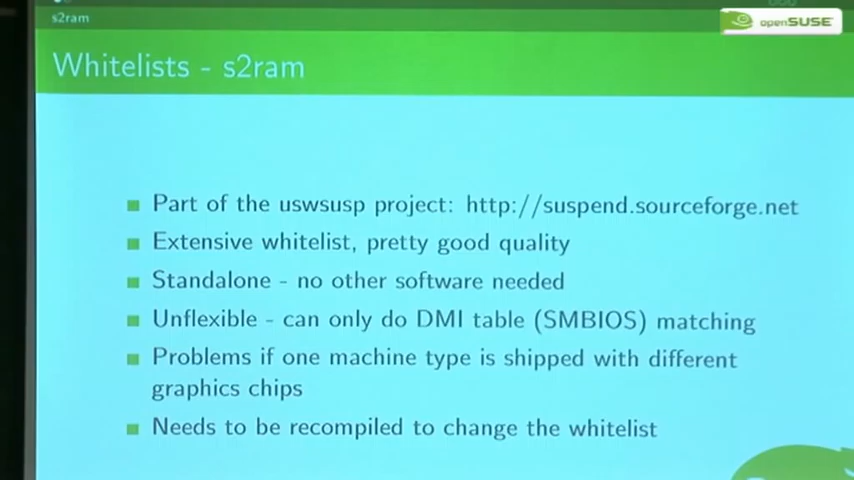 s2ram
openSUSE
Whitelists - s2ram
Part of the uswsusp project: http://suspend.sourceforge.net
Extensive whitelist, pretty good quality
Standalone - no other software needed
Unflexible - can only do DMI table (SMBIOS) matching
Problems if one machine type is shipped with different
graphics chips
Needs to be recompiled to change the whitelist